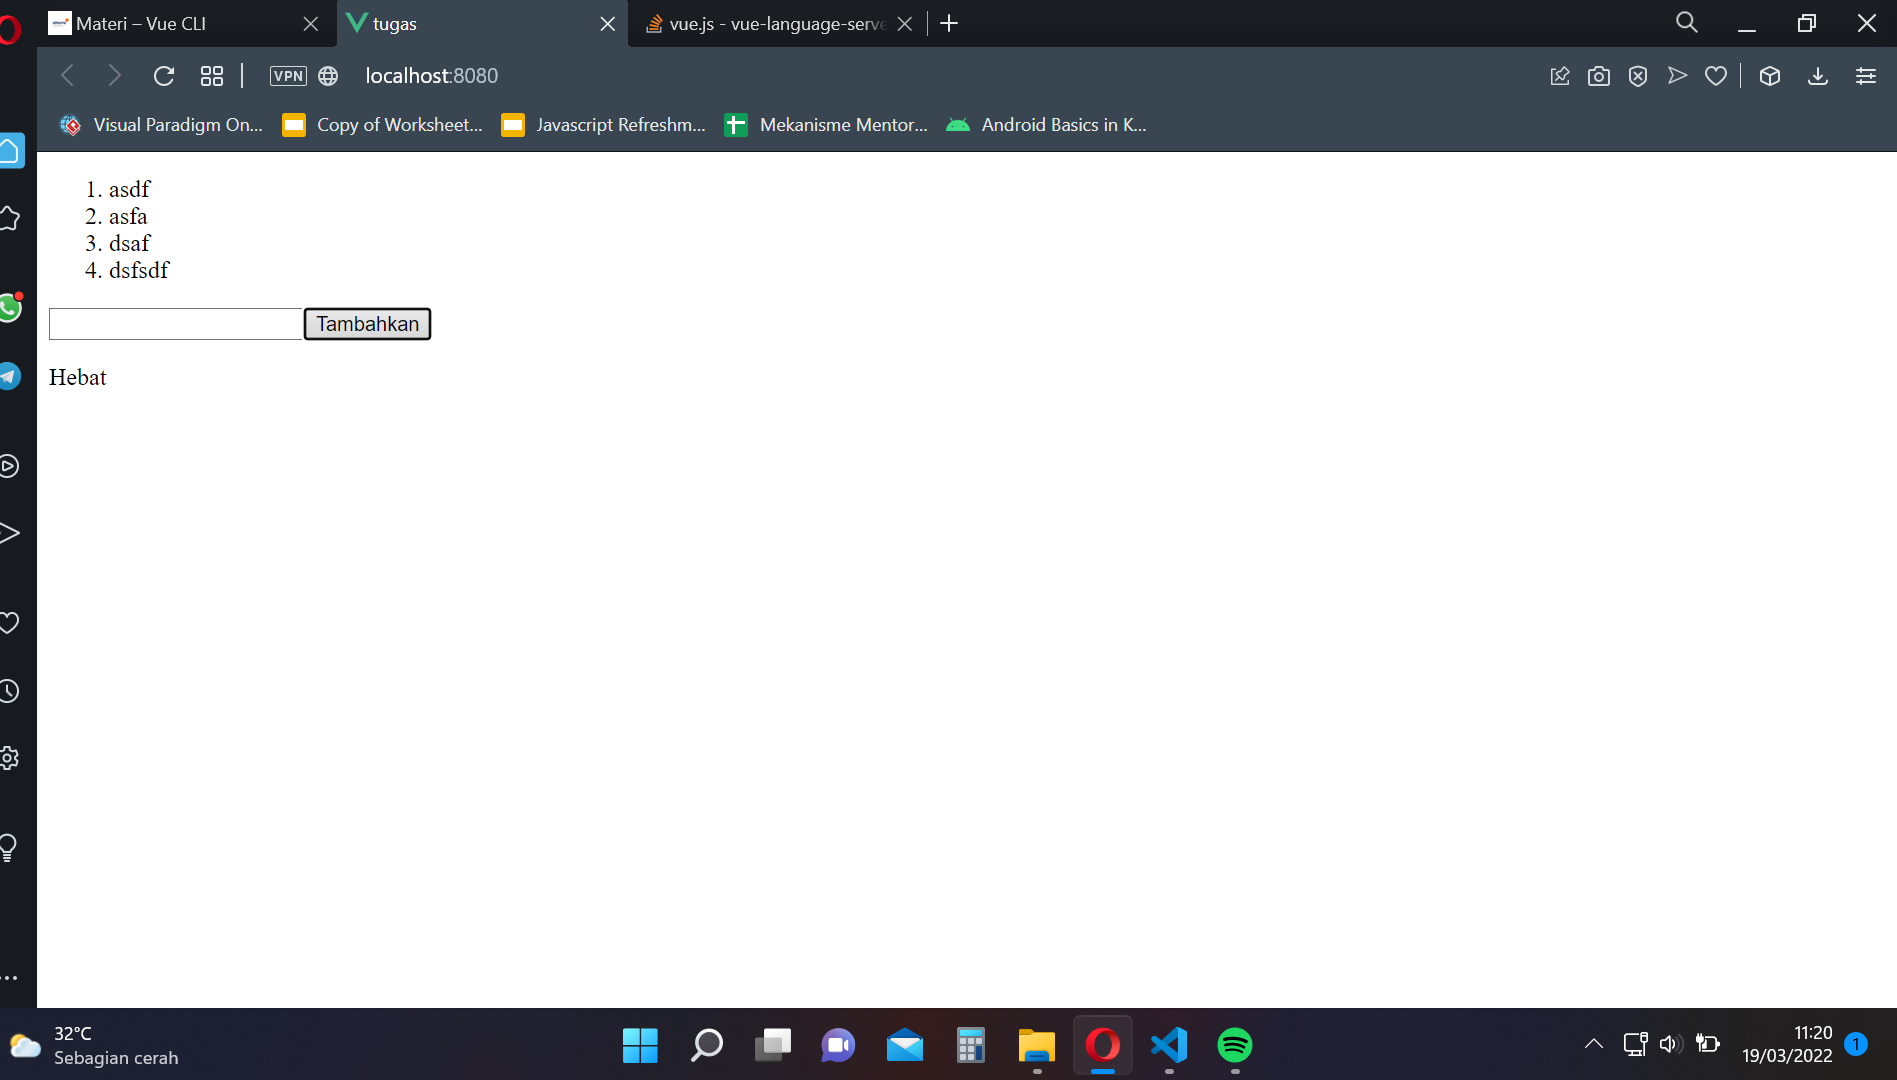 Materi – Vue CLI
tugas
vue.js - vue-language-serve
VPN
localhost:8080
Visual Paradigm On...
Copy of Worksheet...
Javascript Refreshm...
Mekanisme Mentor...
Android Basics in K...
1. asdf
2. asfa
3. dsaf
4. dsfsdf
Tambahkan
Hebat
32°C
Sebagian cerah
11:20
19/03/2022
1